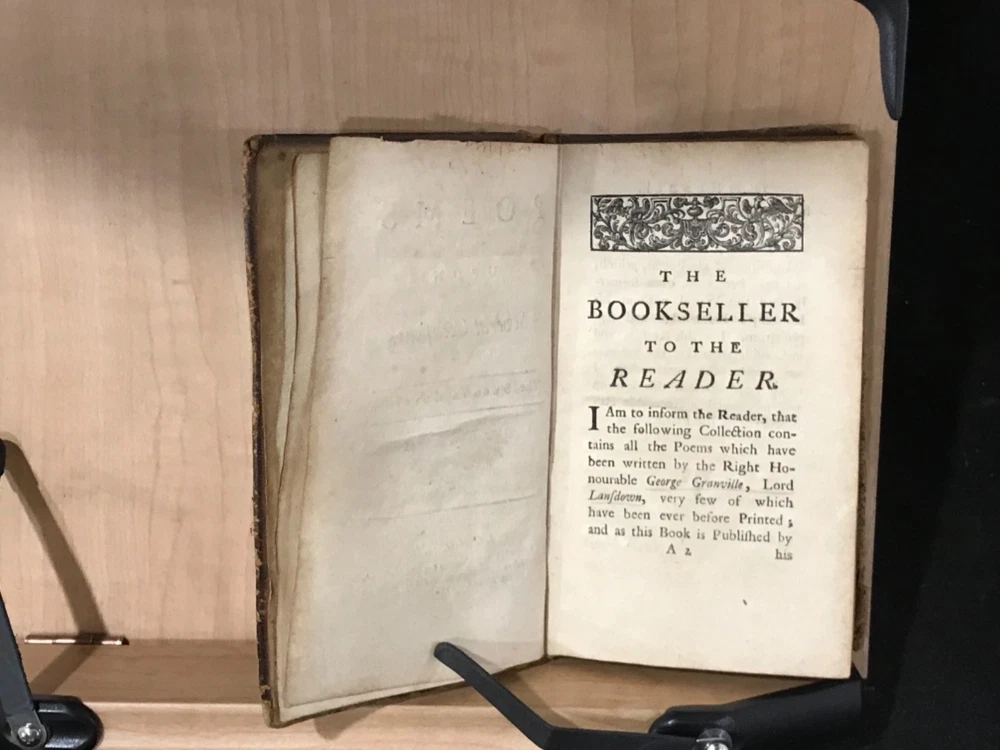 THE
BOOKSELLER
TO THE
READER.
I Am to inform the Reader, that
the following Collection con-
tains all the Poems which have
been written by the Right Ho-
nourable George Granville, Lord
Lanſdown, very few of which
have been ever before Printed;
and as this Book is Publiſhed by
A 2 his